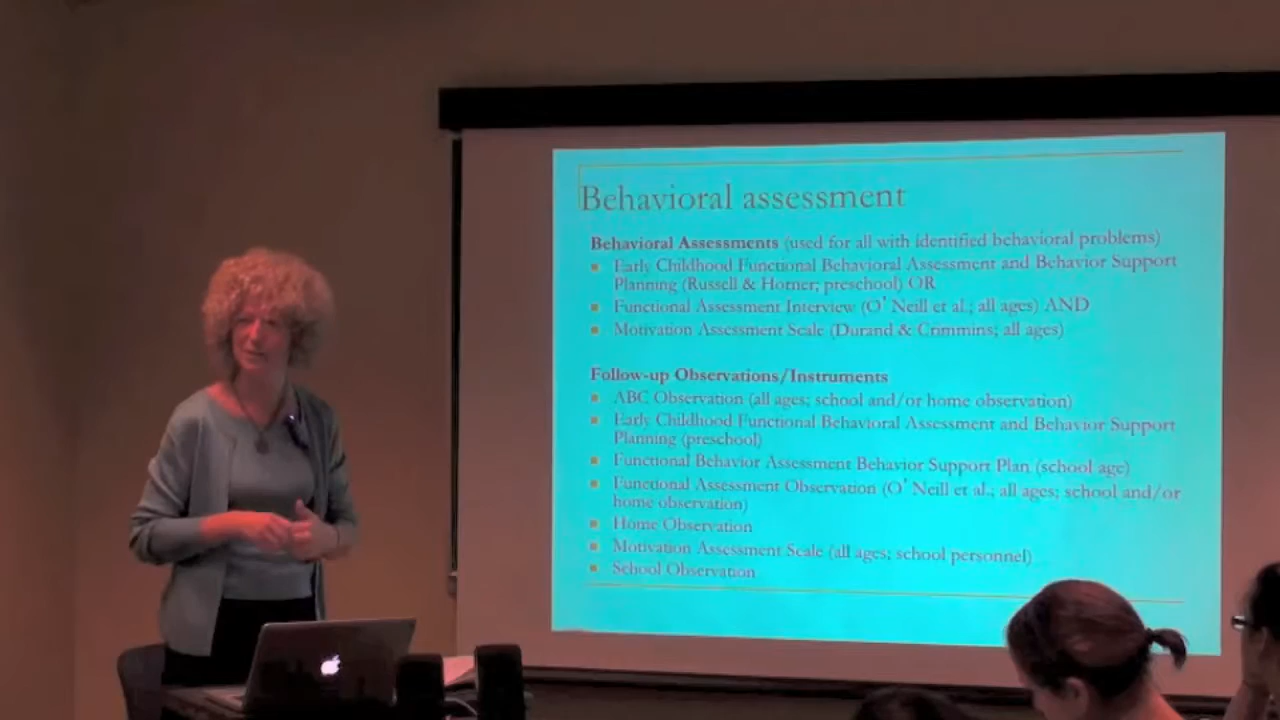 Behavioral assessment
Behavioral Assessments (used for all with identified behavioral problems)
Early Childhood Functional Behavioral Assessment and Behavior Support
Planning (Russell & Horner; preschool) OR
Functional Assessment Interview (O' Neill et al.; all ages) AND
Motivation Assessment Scale (Durand & Crimmins; all ages)
Follow-up Observations/Instruments
ABC Observation (all ages; school and/or home observation)
Early Childhood Functional Behavioral Assessment and Behavior Support
Planning (preschool)
Functional Behavior Assessment Behavior Support Plan (school age)
Functional Assessment Observation (O' Neill et al.; all ages; school and/or
home observation)
Home Observation
Motivation Assessment Scale (all ages; school personnel)
School Observation